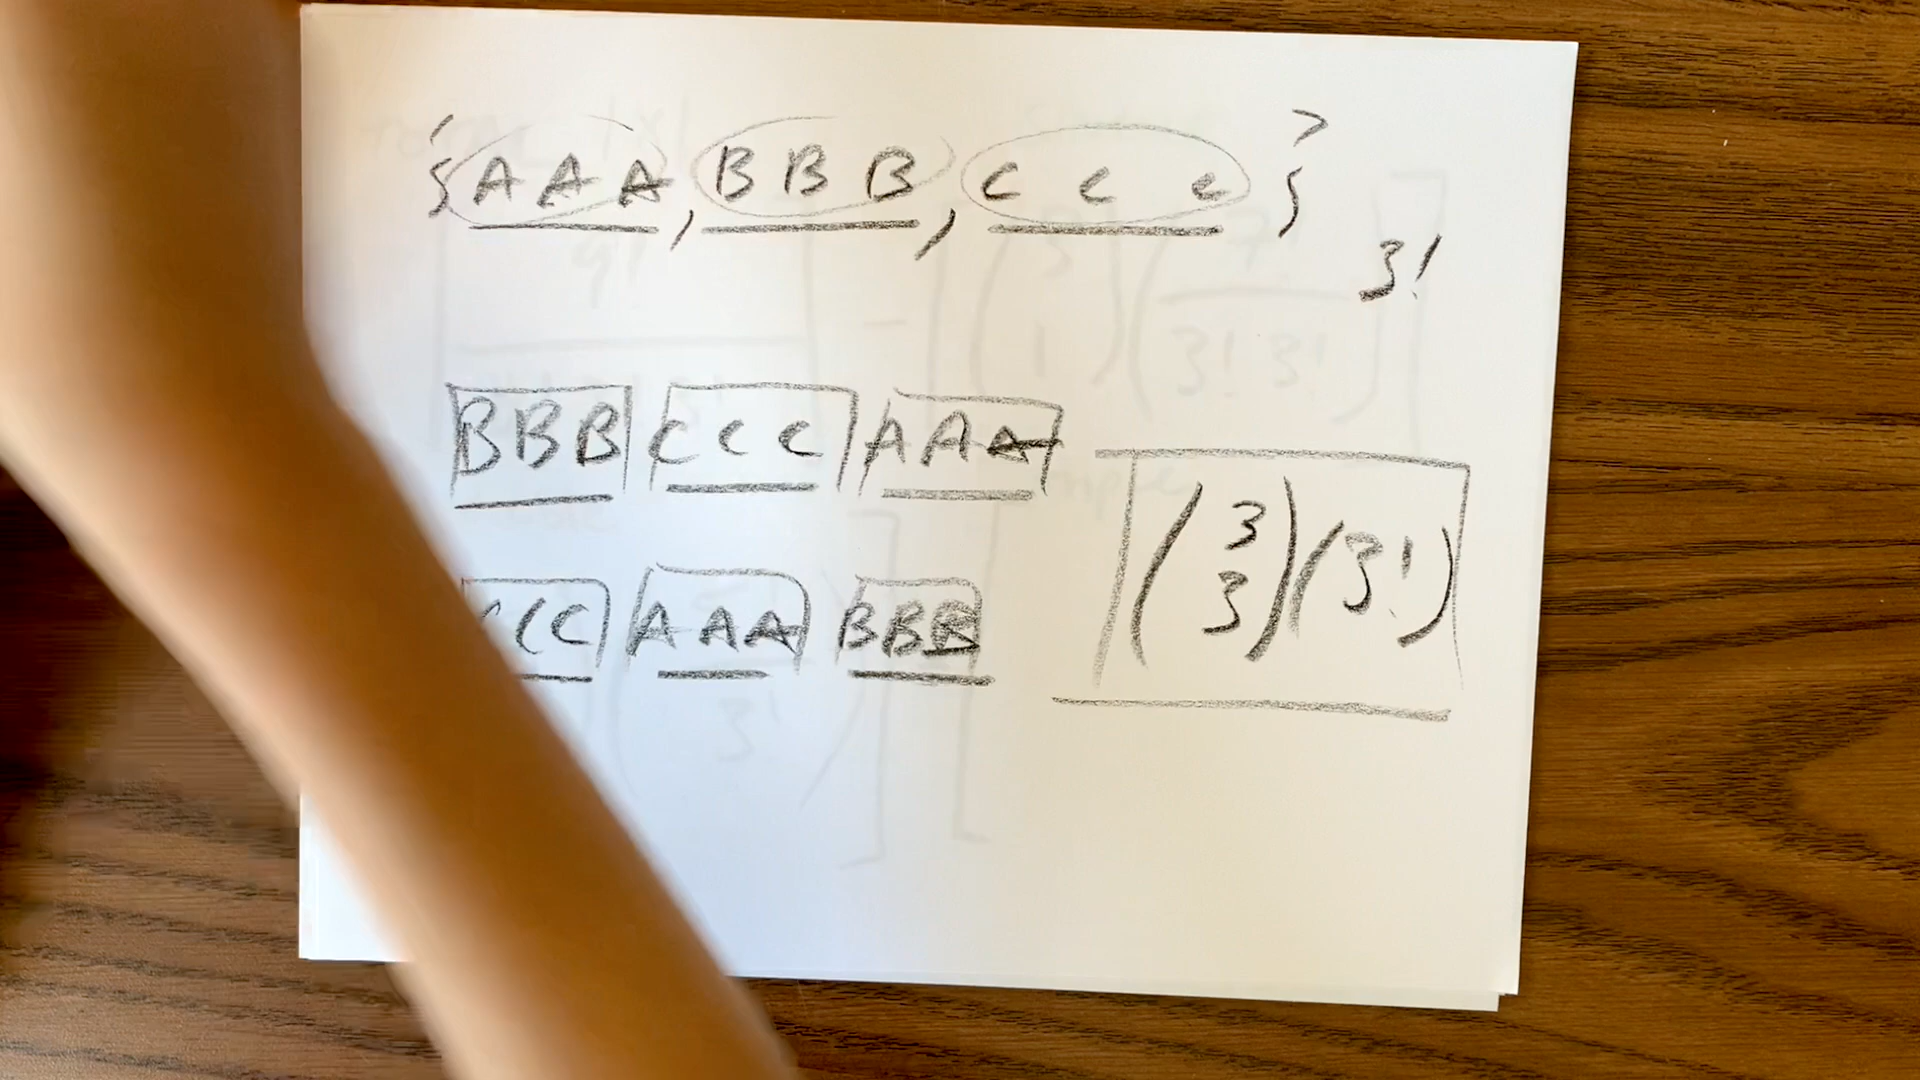 {AAA, BBB, CCC}
3!
BBB CCC AAA
(3 3)(3!)
CCC AAA BBB